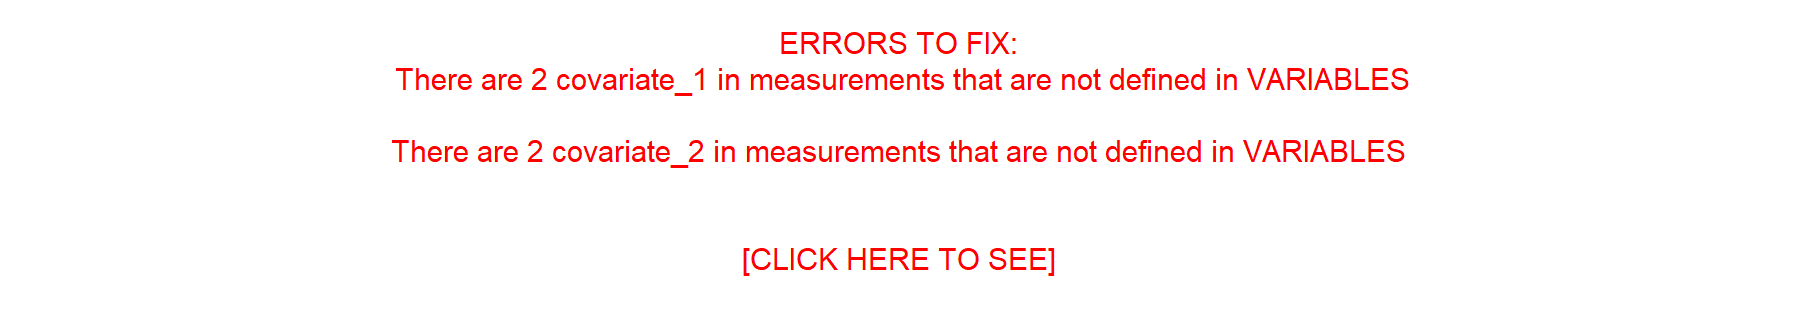 ERRORS TO FIX:
There are 2 covariate_1 in measurements that are not defined in VARIABLES
There are 2 covariate_2 in measurements that are not defined in VARIABLES
[CLICK HERE TO SEE]